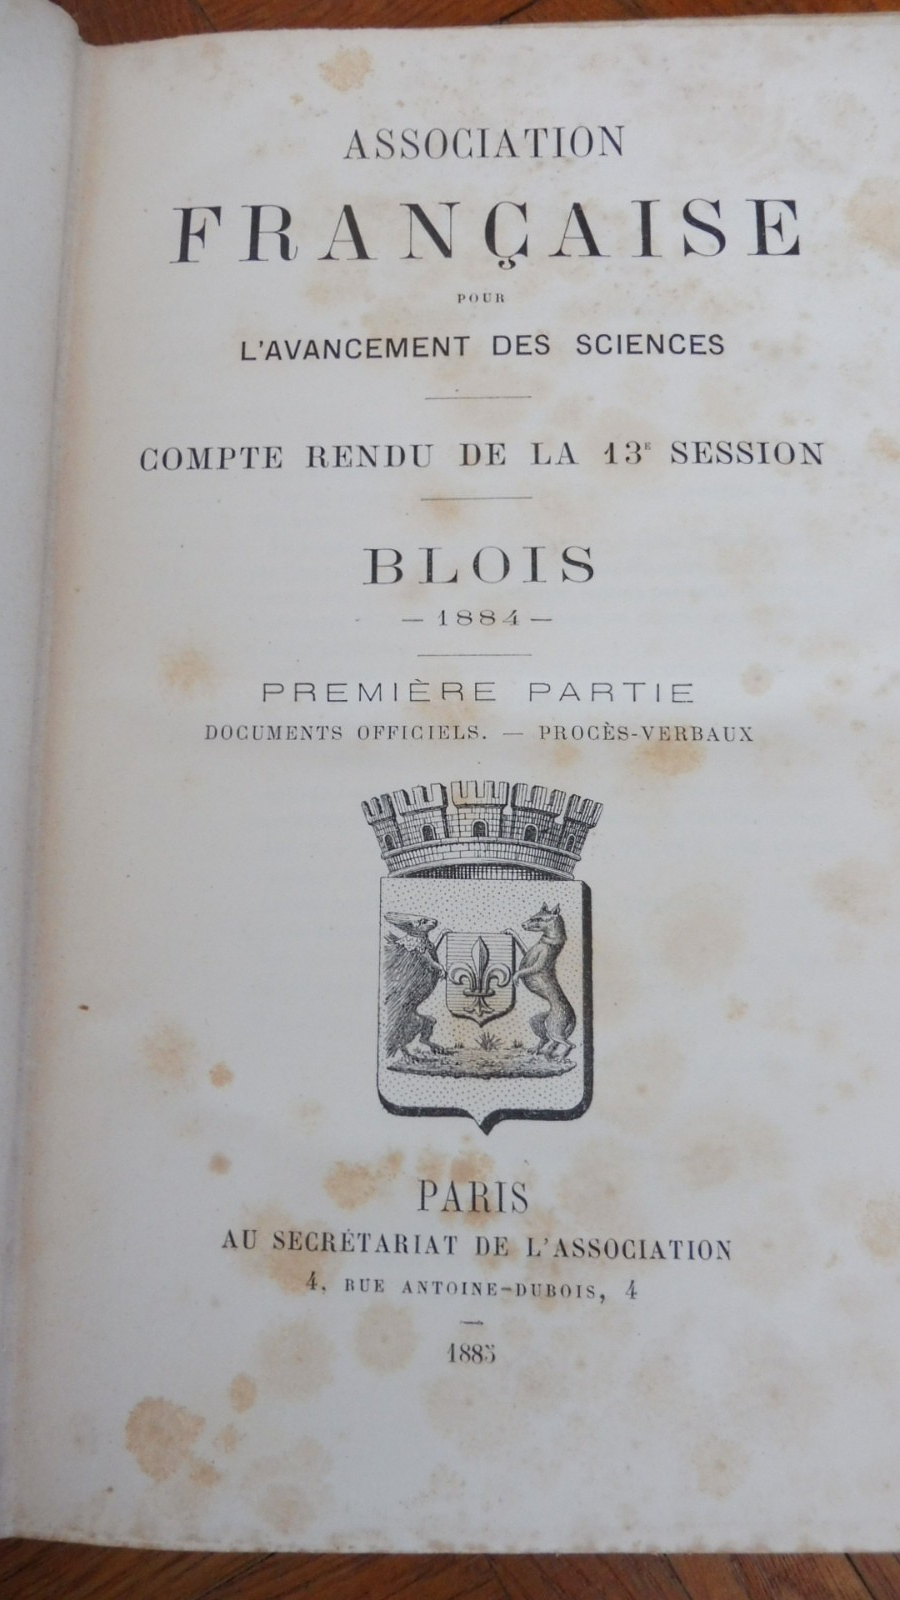 ASSOCIATION
FRANÇAISE
POUR
L'AVANCEMENT DES SCIENCES
COMPTE RENDU DE LA 13E SESSION
BLOIS
— 1884 —
PREMIÈRE PARTIE
DOCUMENTS OFFICIELS. — PROCÈS-VERBAUX
PARIS
AU SECRÉTARIAT DE L'ASSOCIATION
4, RUE ANTOINE-DUBOIS, 4
1885